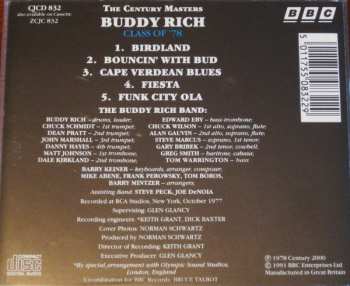 CJCD 832
also available on Cassette
ZCJC 832
The Century Masters
BUDDY RICH
CLASS OF '78
BBC
1. BIRDLAND
2. BOUNCIN' WITH BUD
3. CAPE VERDEAN BLUES
4. FIESTA
5. FUNK CITY OLA
THE BUDDY RICH BAND:
BUDDY RICH – drums, leader.
CHUCK SCHMIDT – 1st trumpet.
DEAN PRATT – 2nd trumpet.
JOHN MARSHALL – 3rd trumpet.
DANNY HAYES – 4th trumpet.
MATT JOHNSON – 1st trombone.
DALE KIRKLAND – 2nd trombone.
EDWARD EBY – bass trombone.
CHUCK WILSON – 1st alto, soprano, flute.
ALAN GAUVIN – 2nd alto, soprano, flute.
STEVE MARCUS – 1st tenor, soprano.
GARY BRIBEK – 2nd tenor, cowbell.
GREG SMITH – baritone, cabasa.
TOM WARRINGTON – bass.
BARRY KEINER – keyboards, arranger, composer.
MIKE ABENE, FRANK PEROWSKY, TOM BOROS,
BARRY MINTZER – arrangers.
Assisting Band STEVE PECK, JOE DeNOIA
Recorded at RCA Studios, New York, October 1977
Supervising GLEN GLANCY
Recording engineers *KEITH GRANT, DICK BAXTER
Cover Photos NORMAN SCHWARTZ
Produced by NORMAN SCHWARTZ
Director of Recording: KEITH GRANT
Executive Producer GLEN GLANCY
*By special arrangement with Olympic Sound Studios,
London, England
Coordination for BBC Records BRUCE TALBOT
COMPACT
disc
DIGITAL AUDIO
℗ 1978 Century 2000
© 1991 BBC Enterprises Ltd
Manufactured in Great Britain
5 011755 083222